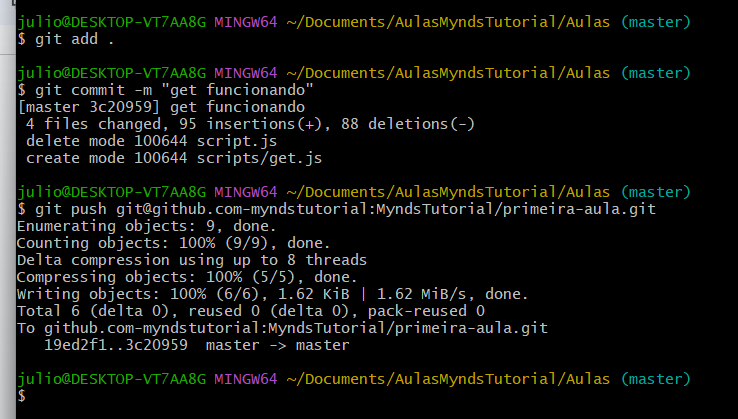 julio@DESKTOP-VT7AA8G MINGW64 ~/Documents/AulasMyndsTutorial/Aulas (master)
$ git add .
julio@DESKTOP-VT7AA8G MINGW64 ~/Documents/AulasMyndsTutorial/Aulas (master)
$ git commit -m "get funcionando"
[master 3c20959] get funcionando
 4 files changed, 95 insertions(+), 88 deletions(-)
 delete mode 100644 script.js
 create mode 100644 scripts/get.js
julio@DESKTOP-VT7AA8G MINGW64 ~/Documents/AulasMyndsTutorial/Aulas (master)
$ git push git@github.com-myndstutorial:MyndsTutorial/primeira-aula.git
Enumerating objects: 9, done.
Counting objects: 100% (9/9), done.
Delta compression using up to 8 threads
Compressing objects: 100% (5/5), done.
Writing objects: 100% (6/6), 1.62 KiB | 1.62 MiB/s, done.
Total 6 (delta 0), reused 0 (delta 0), pack-reused 0
To github.com-myndstutorial:MyndsTutorial/primeira-aula.git
   19ed2f1..3c20959  master -> master
julio@DESKTOP-VT7AA8G MINGW64 ~/Documents/AulasMyndsTutorial/Aulas (master)
$